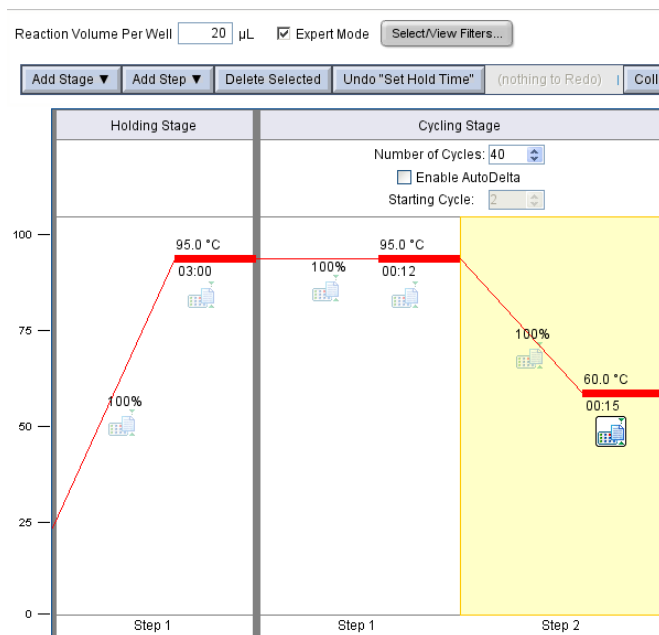 Reaction Volume Per Well 20 µL Expert Mode Select/View Filters...
Add Stage ▼ Add Step ▼ Delete Selected Undo "Set Hold Time" (nothing to Redo) Coll
Holding Stage Cycling Stage
Number of Cycles: 40
Enable AutoDelta
Starting Cycle: 2
100
95.0 °C 95.0 °C
03:00 100% 00:12
75
100%
60.0 °C
100% 00:15
50
25
0
Step 1 Step 1 Step 2